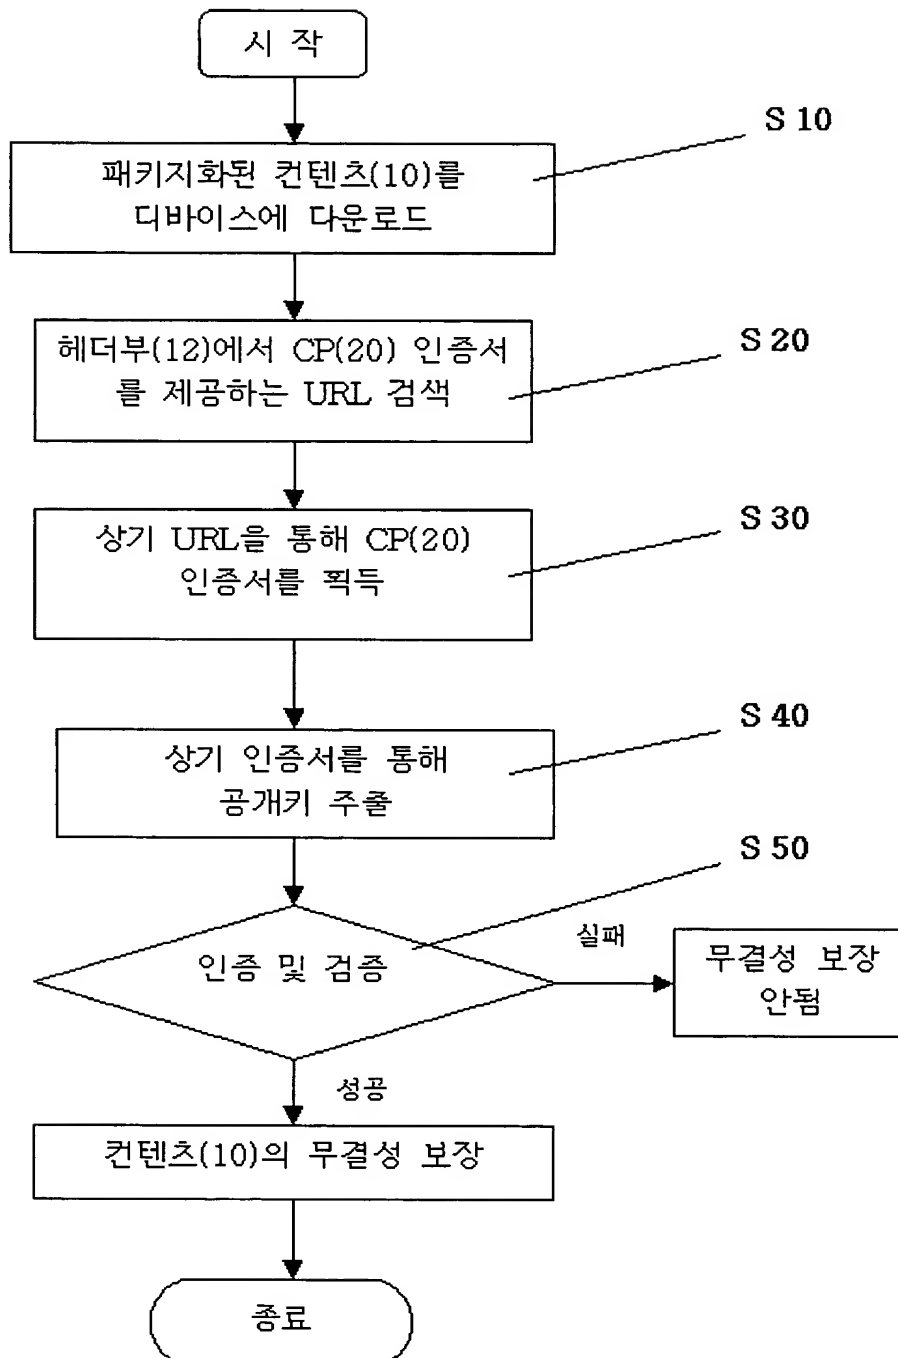 시 작
S 10
패키지화된 컨텐츠(10)를
디바이스에 다운로드
S 20
헤더부(12)에서 CP(20) 인증서
를 제공하는 URL 검색
S 30
상기 URL을 통해 CP(20)
인증서를 획득
S 40
상기 인증서를 통해
공개키 추출
S 50
인증 및 검증
실패
무결성 보장
안됨
성공
컨텐츠(10)의 무결성 보장
종료